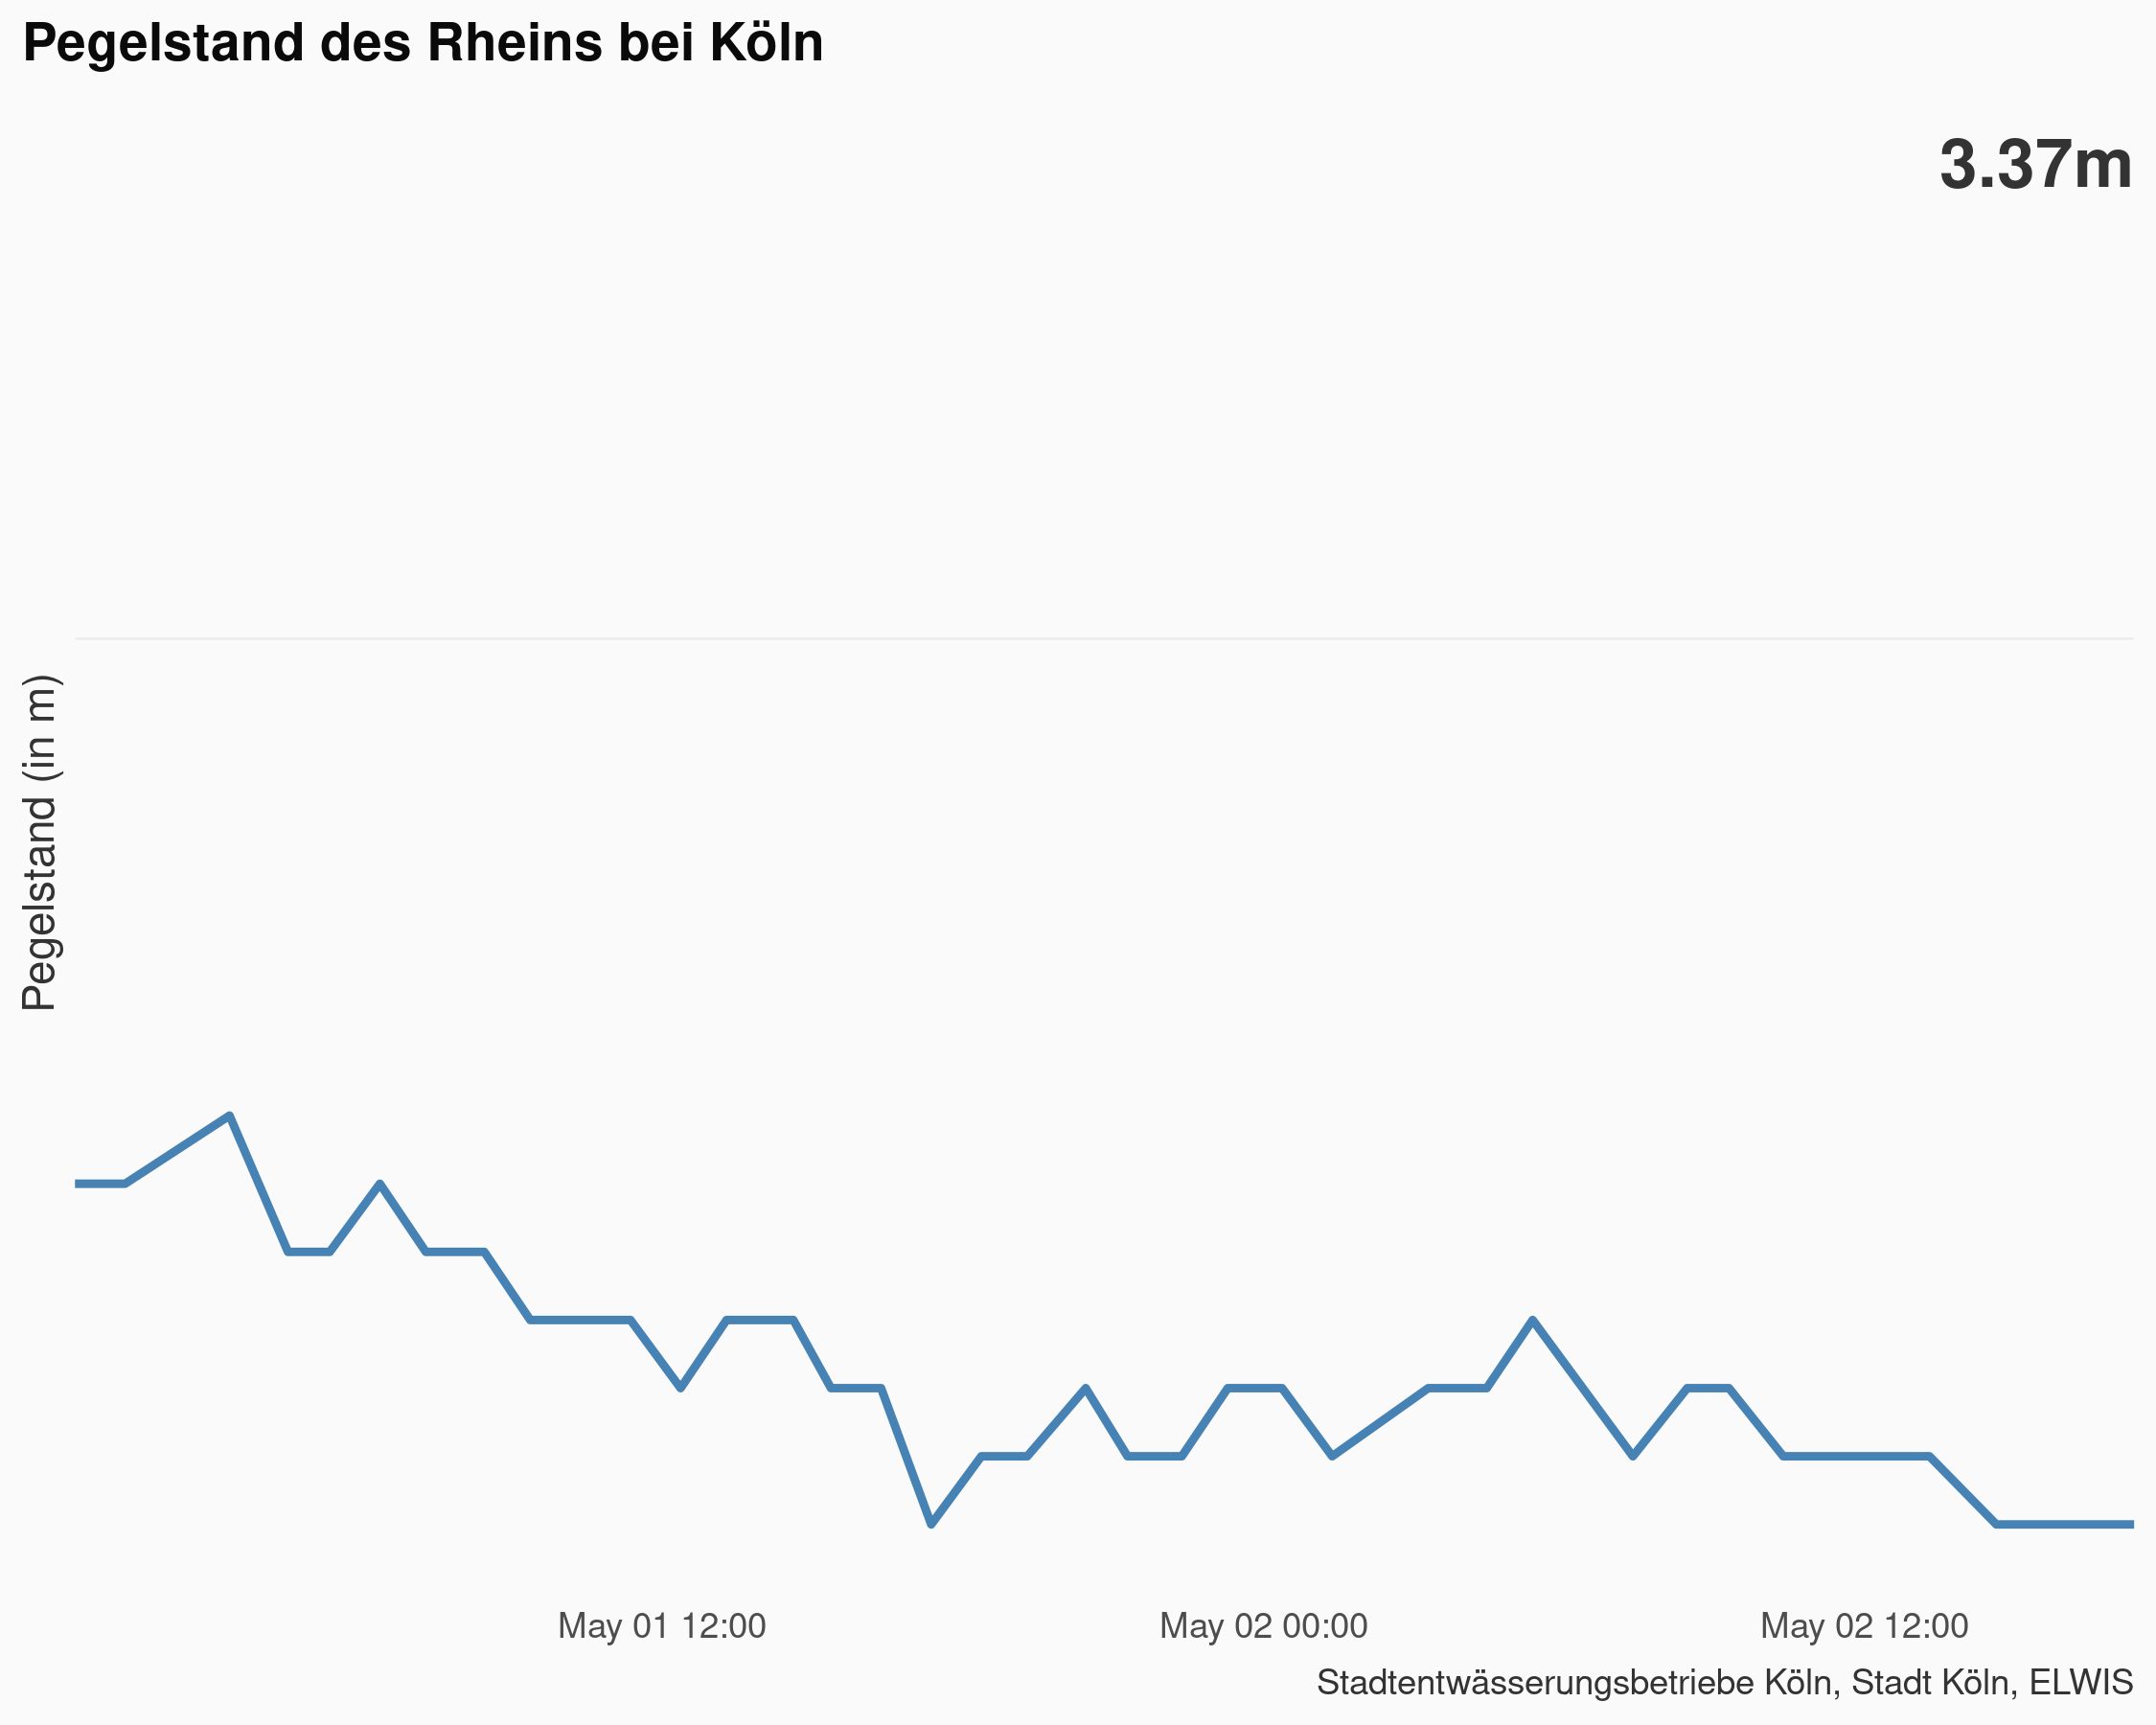 Pegelstand des Rheins bei Köln
3.37m
Pegelstand (in m)
May 01 12:00
May 02 00:00
May 02 12:00
Stadtentwässerungsbetriebe Köln, Stadt Köln, ELWIS